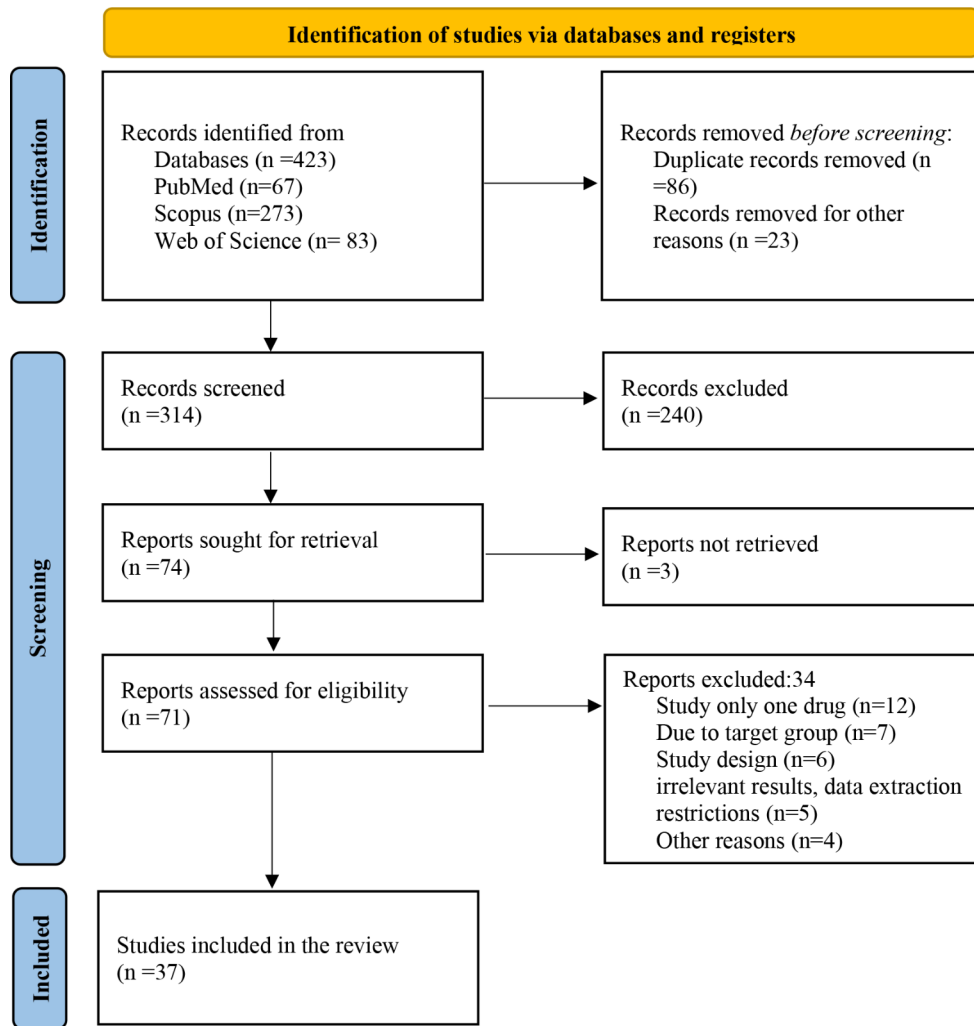 Identification of studies via databases and registers
Identification
Records identified from
Databases (n =423)
PubMed (n=67)
Scopus (n=273)
Web of Science (n= 83)
Records removed before screening:
Duplicate records removed (n
=86)
Records removed for other
reasons (n =23)
Screening
Records screened
(n =314)
Records excluded
(n =240)
Reports sought for retrieval
(n =74)
Reports not retrieved
(n =3)
Reports assessed for eligibility
(n =71)
Reports excluded:34
Study only one drug (n=12)
Due to target group (n=7)
Study design (n=6)
irrelevant results, data extraction
restrictions (n=5)
Other reasons (n=4)
Included
Studies included in the review
(n =37)